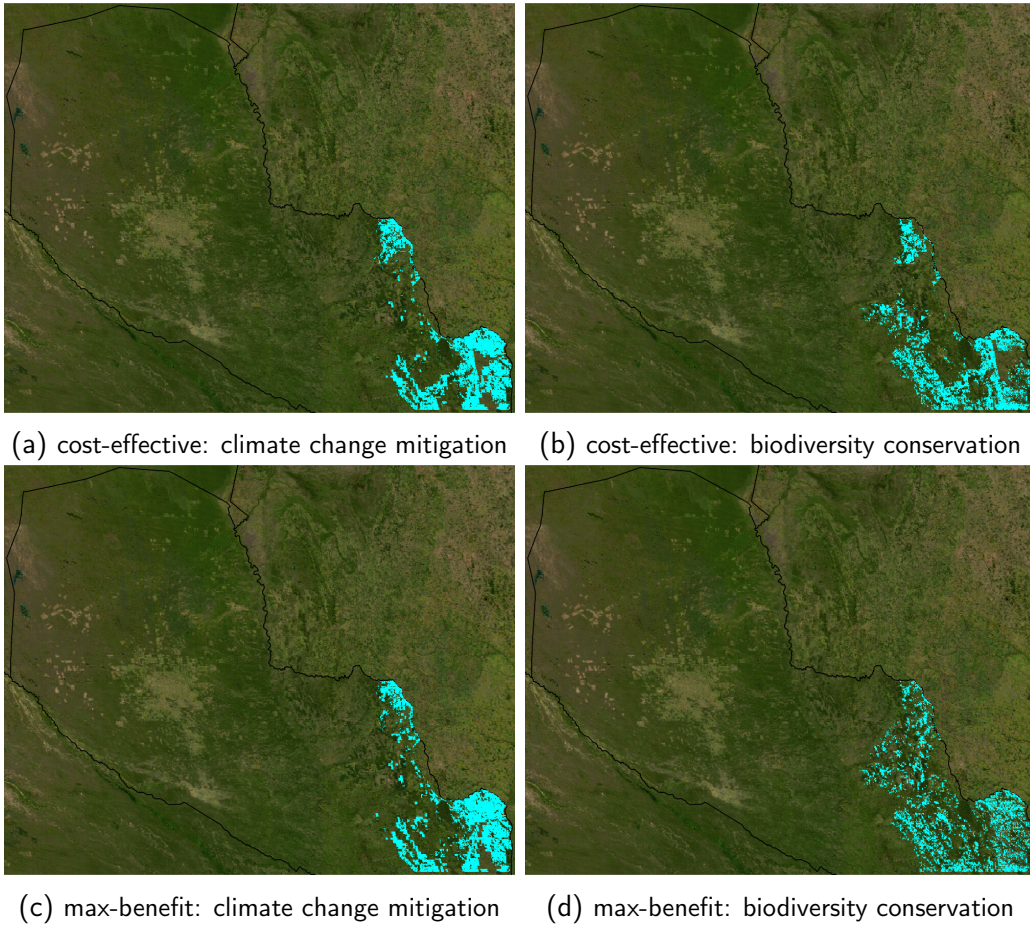 (a) cost-effective: climate change mitigation
(b) cost-effective: biodiversity conservation
(c) max-benefit: climate change mitigation
(d) max-benefit: biodiversity conservation